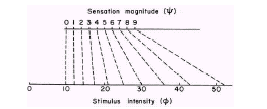 Sensation magnitude (Ψ)
0 1 2 3 4 5 6 7 8 9
0 10 20 30 40 50
Stimulus intensity (Φ)